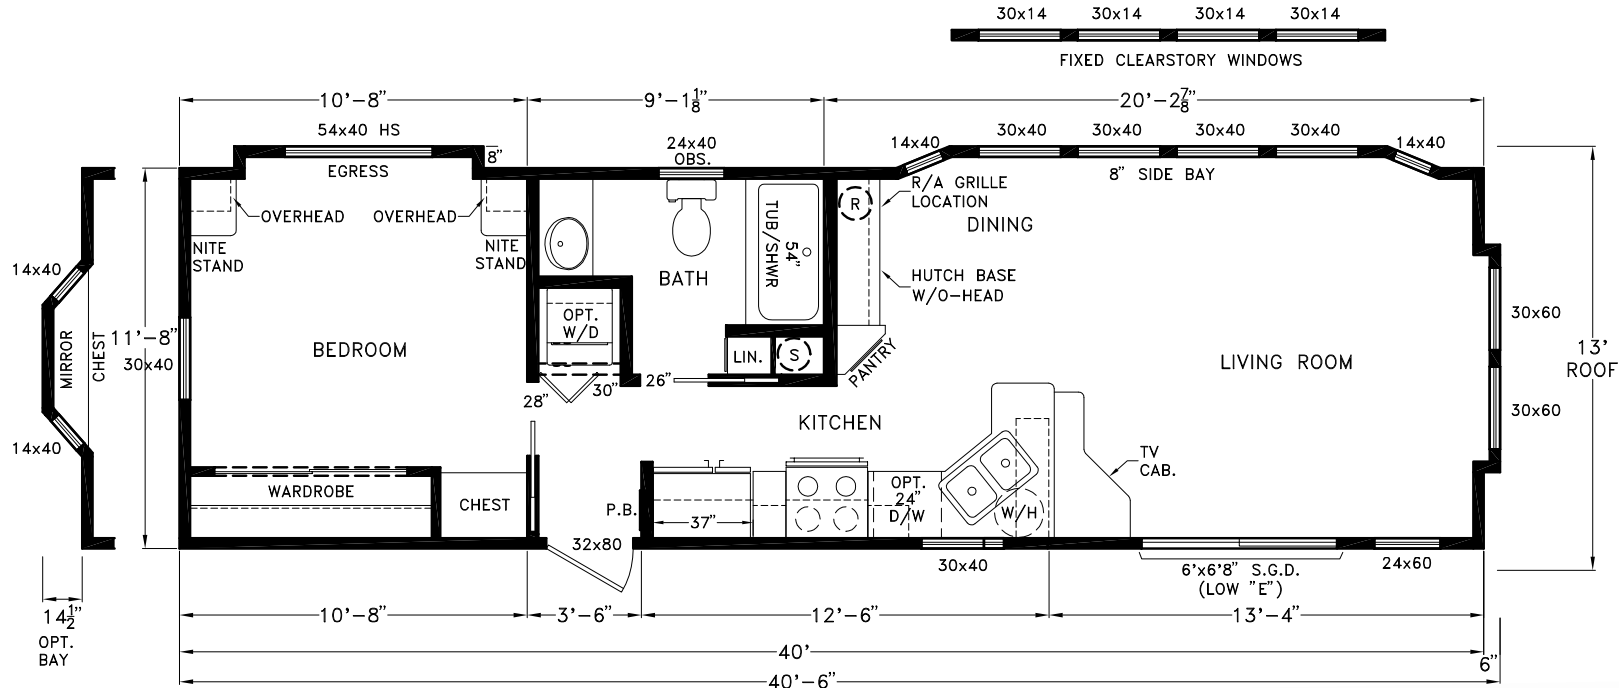 30x14 30x14 30x14 30x14
FIXED CLEARSTORY WINDOWS
10'-8" 9'-1 1/8" 20'-2 7/8"
54x40 HS
8"
EGRESS
24x40
OBS.
14x40
30x40 30x40 30x40 30x40
14x40
8" SIDE BAY
R/A GRILLE
LOCATION
R
DINING
OVERHEAD OVERHEAD
NITE
STAND
NITE
STAND
TUB/SHWR
54"
BATH
HUTCH BASE
W/O-HEAD
14x40
MIRROR
CHEST
14x40
11'-8"
30x40
BEDROOM
OPT.
W/D
LIN.
S
PANTRY
LIVING ROOM
30x60
30x60
13'
ROOF
28"
30"
26"
KITCHEN
TV
CAB.
WARDROBE
CHEST
P.B.
37"
OPT.
24"
D/W
W/H
32x80
30x40
6'x6'8" S.G.D.
(LOW "E")
24x60
14 1/2"
OPT.
BAY
10'-8" 3'-6" 12'-6" 13'-4"
40'
6"
40'-6"